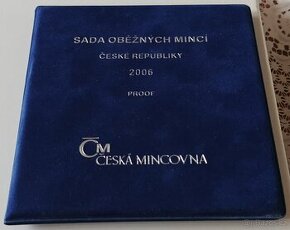 SADA OBĚŽNÝCH MINCÍ
ČESKÉ REPUBLIKY
2006
PROOF
ČM
ČESKÁ MINCOVNA